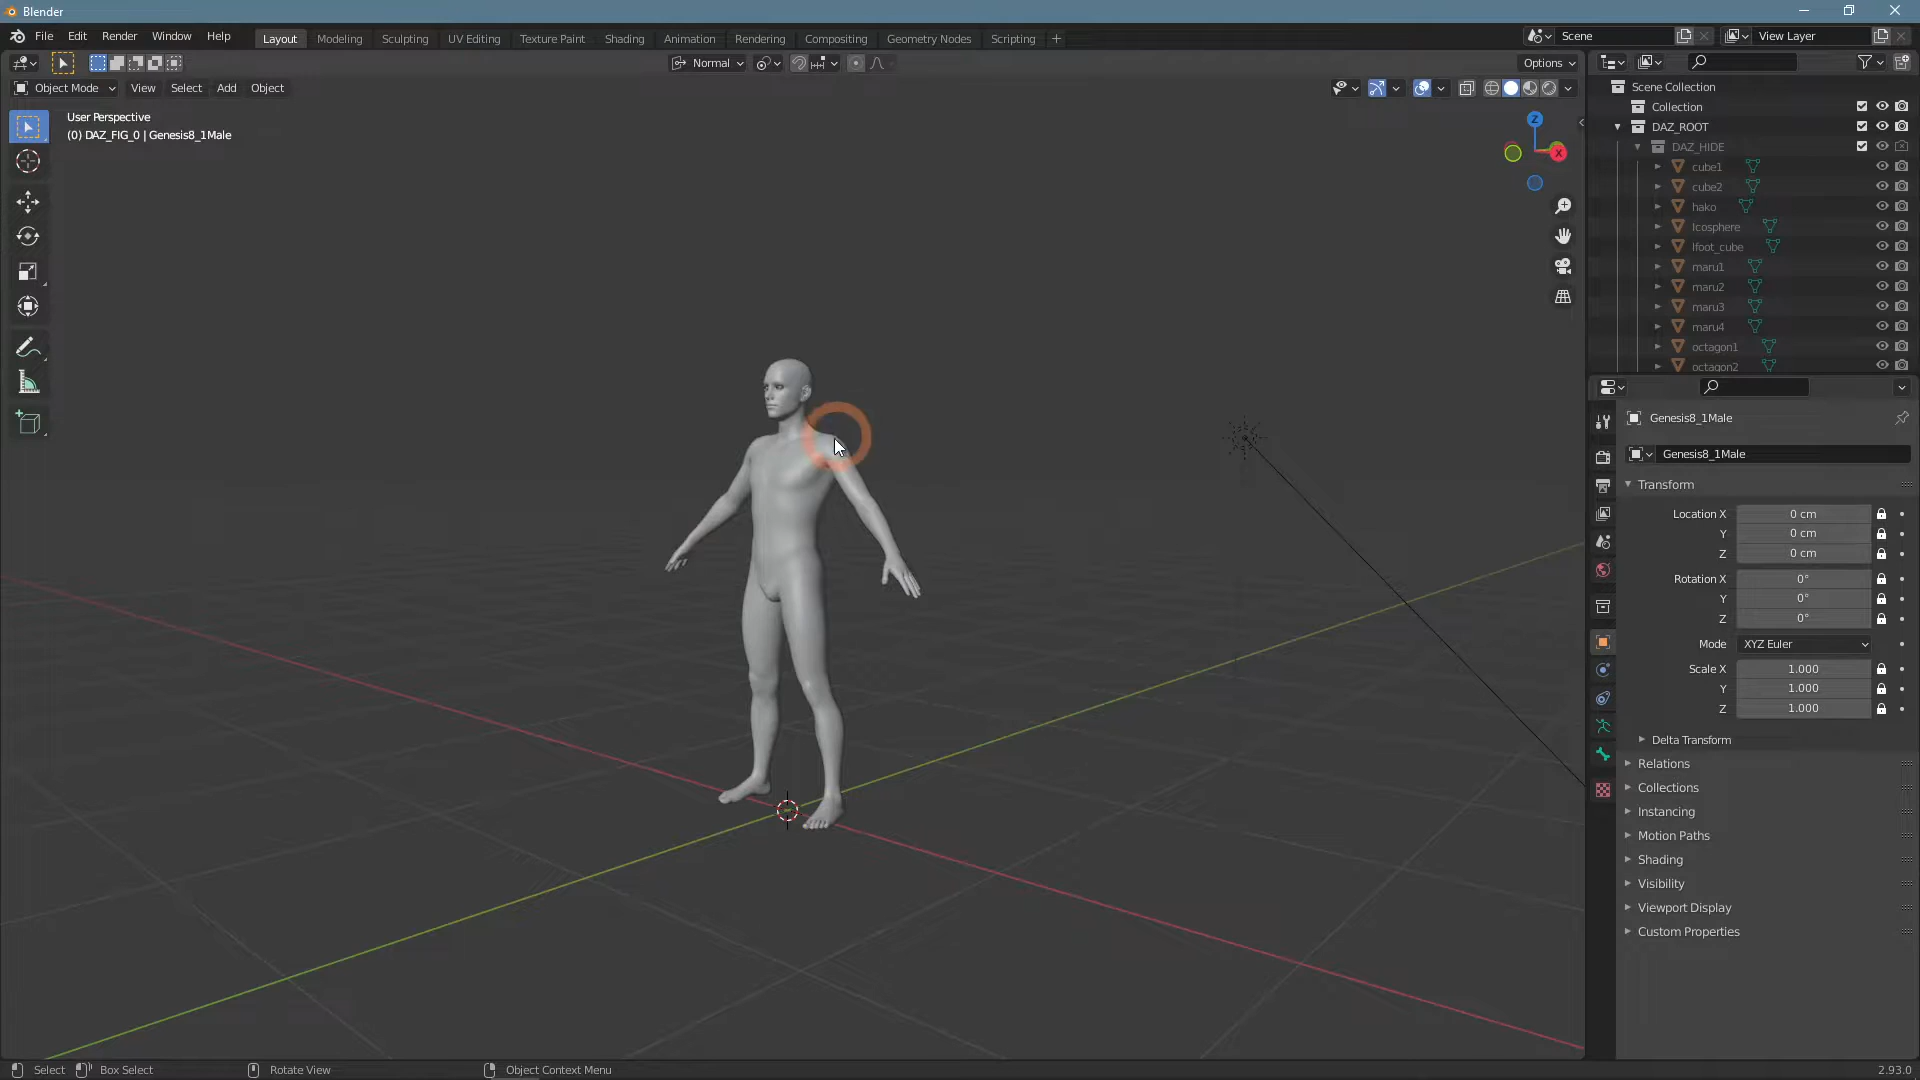 Blender
File Edit Render Window Help Layout Modeling Sculpting UV Editing Texture Paint Shading Animation Rendering Compositing Geometry Nodes Scripting + Scene View Layer
Normal Options
Object Mode View Select Add Object
User Perspective
(0) DAZ_FIG_0 | Genesis8_1Male
Z
X
Scene Collection
Collection
DAZ_ROOT
DAZ_HIDE
cube1
cube2
hako
Icosphere
lfoot_cube
maru1
maru2
maru3
maru4
octagon1
octagon2
Genesis8_1Male
Genesis8_1Male
Transform
Location X 0 cm
Y 0 cm
Z 0 cm
Rotation X 0°
Y 0°
Z 0°
Mode XYZ Euler
Scale X 1.000
Y 1.000
Z 1.000
Delta Transform
Relations
Collections
Instancing
Motion Paths
Shading
Visibility
Viewport Display
Custom Properties
Select Box Select Rotate View Object Context Menu 2.93.0